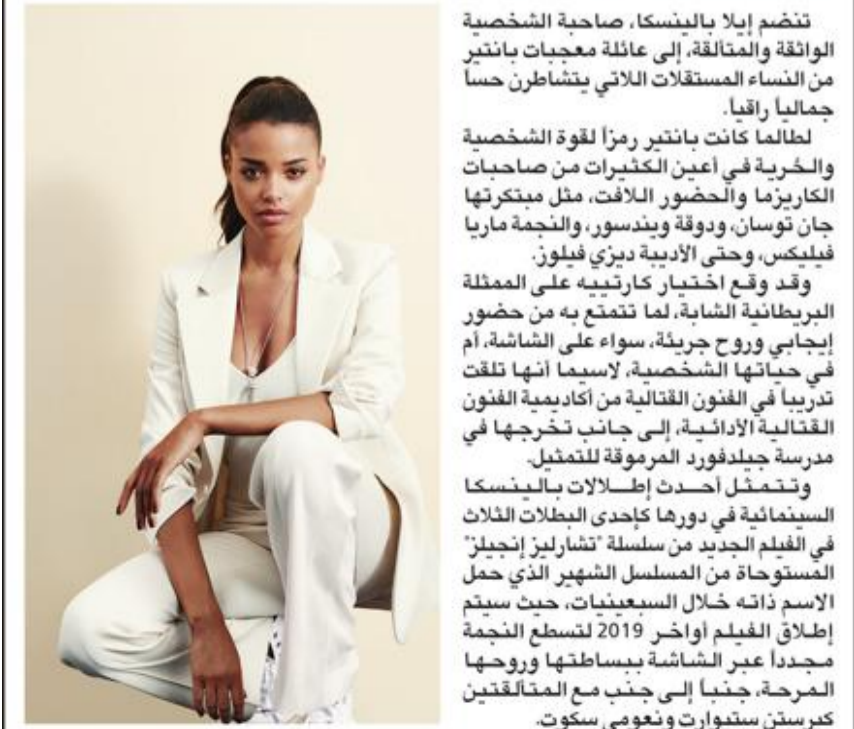 تنضم إيلا بالينسكا، صاحبة الشخصية
الواثقة والمتألقة، إلى عائلة معجبات بانتير
من النساء المستقلات اللاتي يتشاطرن حساً
جمالياً راقياً.
لطالما كانت بانتير رمزاً لقوة الشخصية
والحُرية في أعين الكثيرات من صاحبات
الكاريزما والحضور اللافت، مثل مبتكرتها
جان توسان، ودوقة ويندسور، والنجمة ماريا
فيليكس، وحتى الأديبة ديزي فيلوز.
وقد وقع اختيار كارتييه على الممثلة
البريطانية الشابة، لما تتمتع به من حضور
إيجابي وروح جريئة، سواء على الشاشة، أم
في حياتها الشخصية، لاسيما أنها تلقت
تدريباً في الفنون القتالية من أكاديمية الفنون
القتالية الأدائية، إلى جانب تخرجها في
مدرسة جيلدفورد المرموقة للتمثيل.
وتتمثل أحدث إطلالات بالينسكا
السينمائية في دورها كإحدى البطلات الثلاث
في الفيلم الجديد من سلسلة "تشارليز إنجيلز"
المستوحاة من المسلسل الشهير الذي حمل
الاسم ذاته خلال السبعينيات، حيث سيتم
إطلاق الفيلم أواخر 2019 لتسطع النجمة
مجدداً عبر الشاشة ببساطتها وروحها
المرحة، جنباً إلى جنب مع المتألقتين
كيرستن ستيوارت ونعومي سكوت.